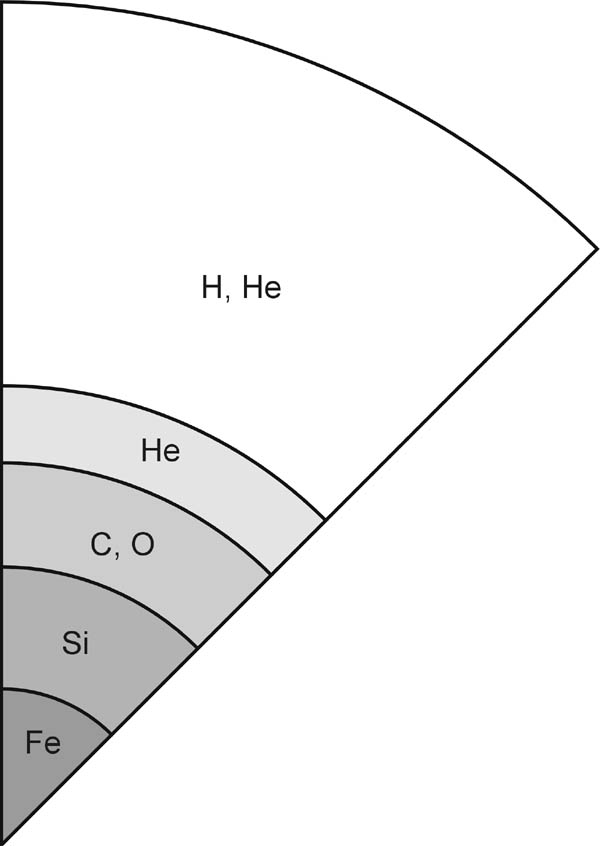 H, He
He
C, O
Si
Fe